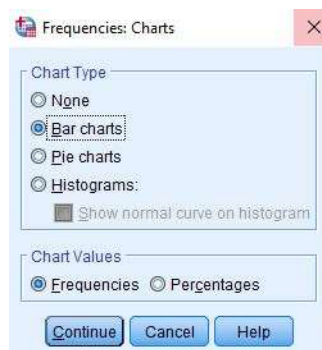 Frequencies: Charts
Chart Type
None
Bar charts
Pie charts
Histograms:
Show normal curve on histogram
Chart Values
Frequencies Percentages
Continue Cancel Help